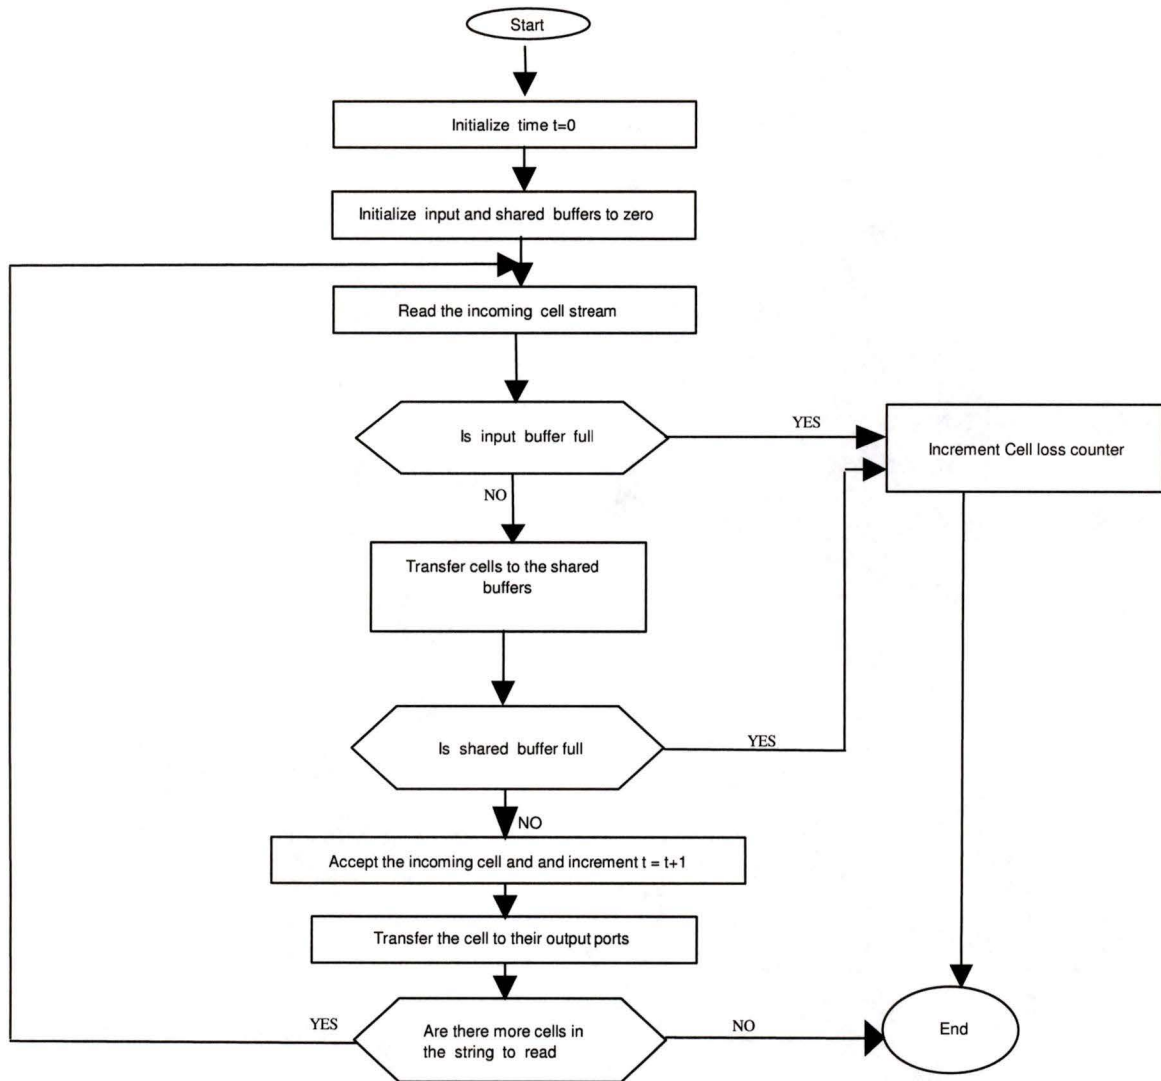 Start
Initialize time t=0
Initialize input and shared buffers to zero
Read the incoming cell stream
Is input buffer full
YES
Increment Cell loss counter
NO
Transfer cells to the shared
buffers
Is shared buffer full
YES
NO
Accept the incoming cell and and increment t = t+1
Transfer the cell to their output ports
YES
Are there more cells in
the string to read
NO
End